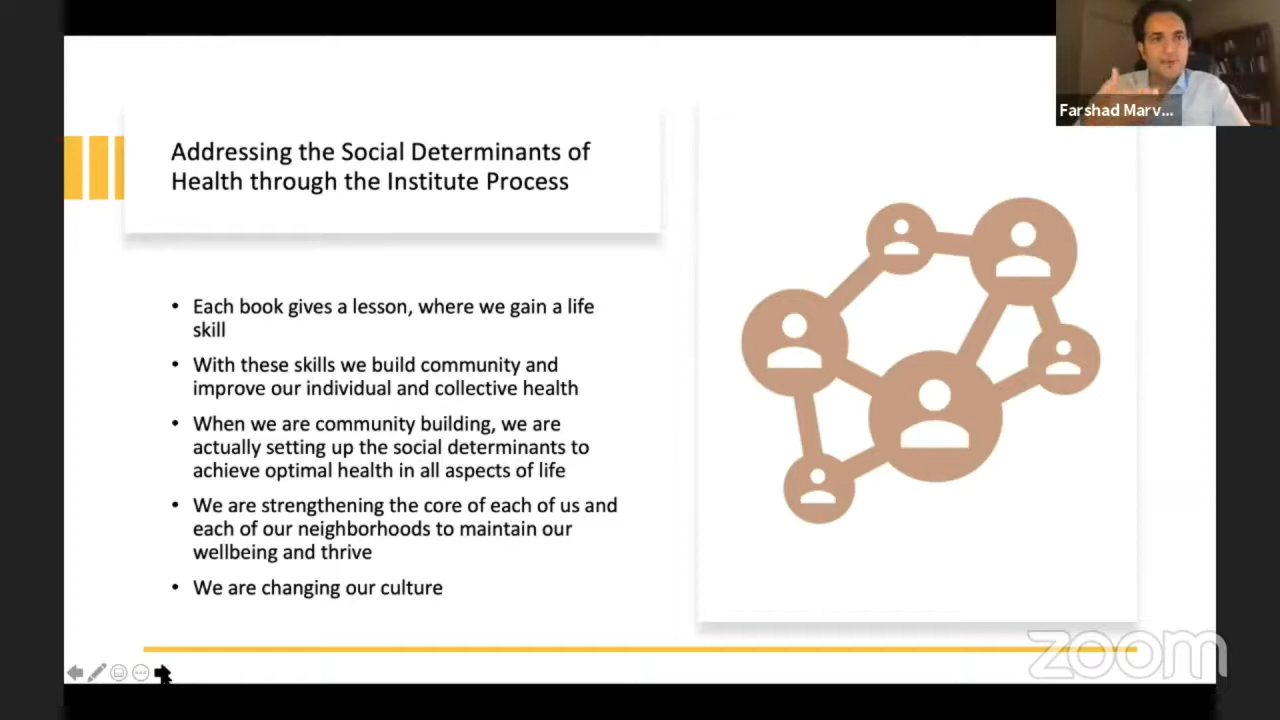 Farshad Marv...
Addressing the Social Determinants of
Health through the Institute Process
• Each book gives a lesson, where we gain a life
skill
• With these skills we build community and
improve our individual and collective health
• When we are community building, we are
actually setting up the social determinants to
achieve optimal health in all aspects of life
• We are strengthening the core of each of us and
each of our neighborhoods to maintain our
wellbeing and thrive
• We are changing our culture
zoom